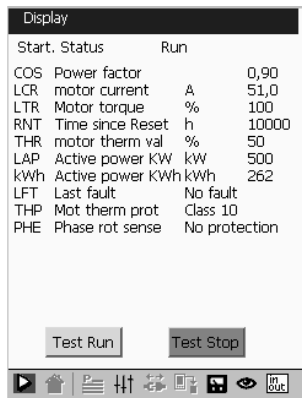 Display
Start. Status Run
COS Power factor 0,90
LCR motor current A 51,0
LTR Motor torque % 100
RNT Time since Reset h 10000
THR motor therm val % 50
LAP Active power KW kW 500
kWh Active power KWh kWh 262
LFT Last fault No fault
THP Mot therm prot Class 10
PHE Phase rot sense No protection
Test Run Test Stop
in out